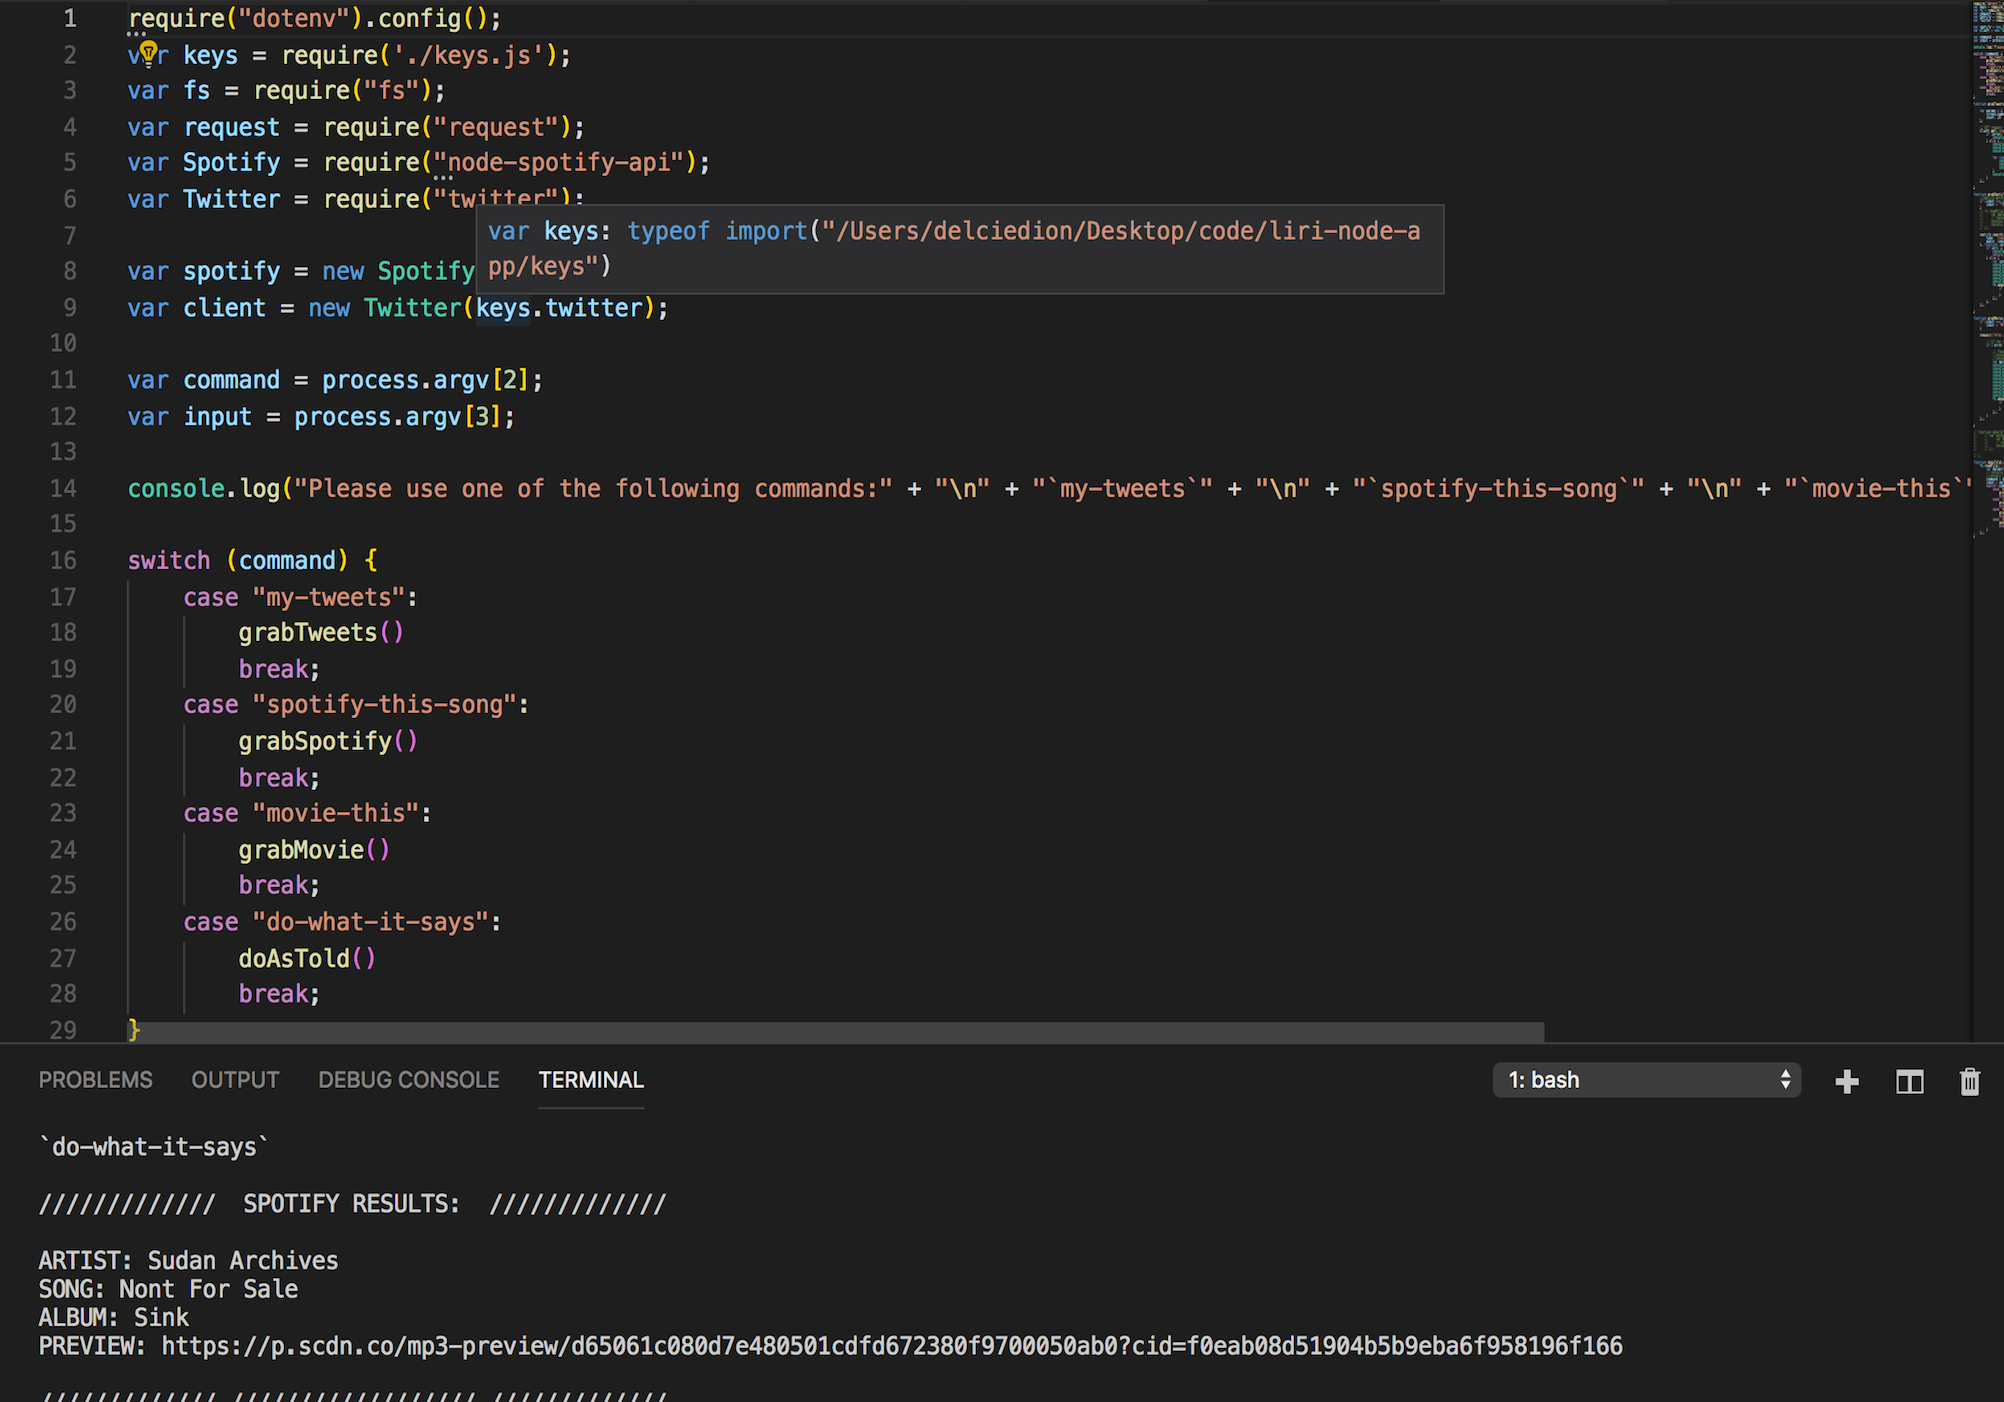 1 require("dotenv").config();
2 var keys = require('./keys.js');
3 var fs = require("fs");
4 var request = require("request");
5 var Spotify = require("node-spotify-api");
6 var Twitter = require("twitter");
7
var keys: typeof import("/Users/delciedion/Desktop/code/liri-node-a
pp/keys")
8 var spotify = new Spotify
9 var client = new Twitter(keys.twitter);
10
11 var command = process.argv[2];
12 var input = process.argv[3];
13
14 console.log("Please use one of the following commands:" + "\n" + "`my-tweets`" + "\n" + "`spotify-this-song`" + "\n" + "`movie-this`"
15
16 switch (command) {
17 case "my-tweets":
18 grabTweets()
19 break;
20 case "spotify-this-song":
21 grabSpotify()
22 break;
23 case "movie-this":
24 grabMovie()
25 break;
26 case "do-what-it-says":
27 doAsTold()
28 break;
29 }
PROBLEMS OUTPUT DEBUG CONSOLE TERMINAL 1: bash
`do-what-it-says`
///////////// SPOTIFY RESULTS: /////////////
ARTIST: Sudan Archives
SONG: Nont For Sale
ALBUM: Sink
PREVIEW: https://p.scdn.co/mp3-preview/d65061c080d7e480501cdfd672380f9700050ab0?cid=f0eab08d51904b5b9eba6f958196f166
///////////// ////////////////// /////////////